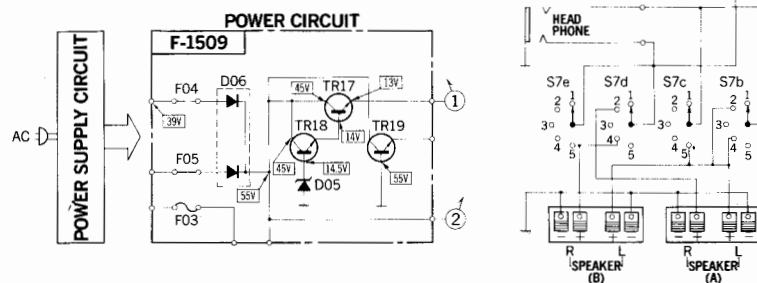 POWER CIRCUIT
F-1509
POWER SUPPLY CIRCUIT
AC
F04
D06
39V
F05
F03
TR17
45V
13V
14V
TR18
TR19
45V
14.5V
55V
D05
55V
1
2
HEAD
PHONE
S7e
S7d
S7c
S7b
2 1
3
4 5
2 1
3
4 5
2 1
3
4 5
2 1
3
4 5
- + - +
- + - +
R L
SPEAKER
(B)
R L
SPEAKER
(A)